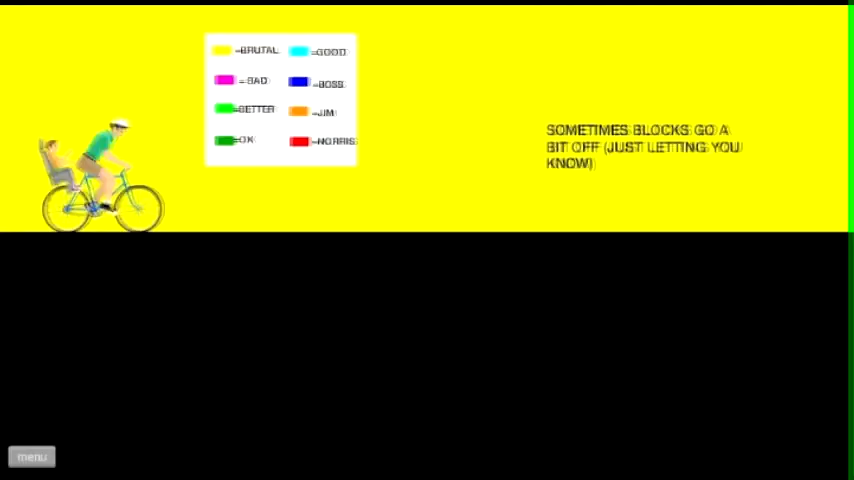 =BRUTAL
=GOOD
=BAD
=BOSS
=BETTER
=JIM
=OK
=NORRIS
SOMETIMES BLOCKS GO A
BIT OFF (JUST LETTING YOU
KNOW)
menu